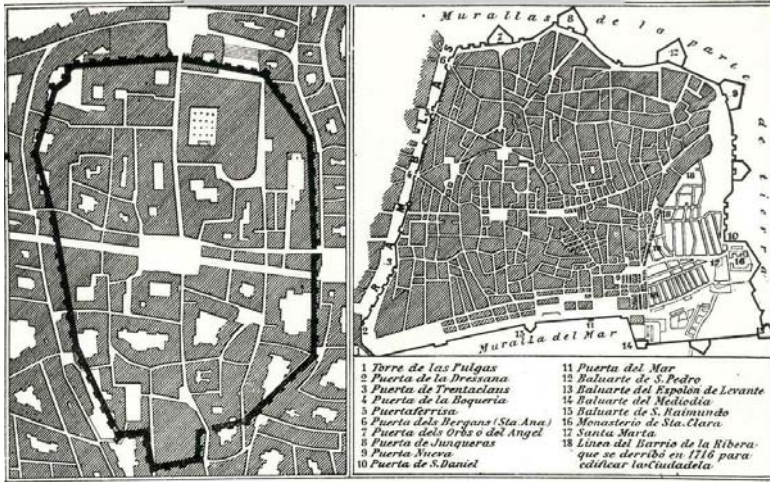 Murallas de la parte de tierra
RAMBLAS
Muralla del Mar
1 Torre de las Pulgas
2 Puerta de la Dressana
3 Puerta de Trentaclaus
4 Puerta de la Boqueria
5 Puertaferrisa
6 Puerta dels Bergans (Sta. Ana)
7 Puerta dels Orbs o del Angel
8 Puerta de Junqueras
9 Puerta Nueva
10 Puerta de S. Daniel
11 Puerta del Mar
12 Baluarte de S. Pedro
13 Baluarte del Espolón de Levante
14 Baluarte del Mediodia
15 Baluarte de S. Raimundo
16 Monasterio de Sta. Clara
17 Santa Marta
18 Linea del Barrio de la Ribera que se derribó en 1716 para edificar la Ciudadela